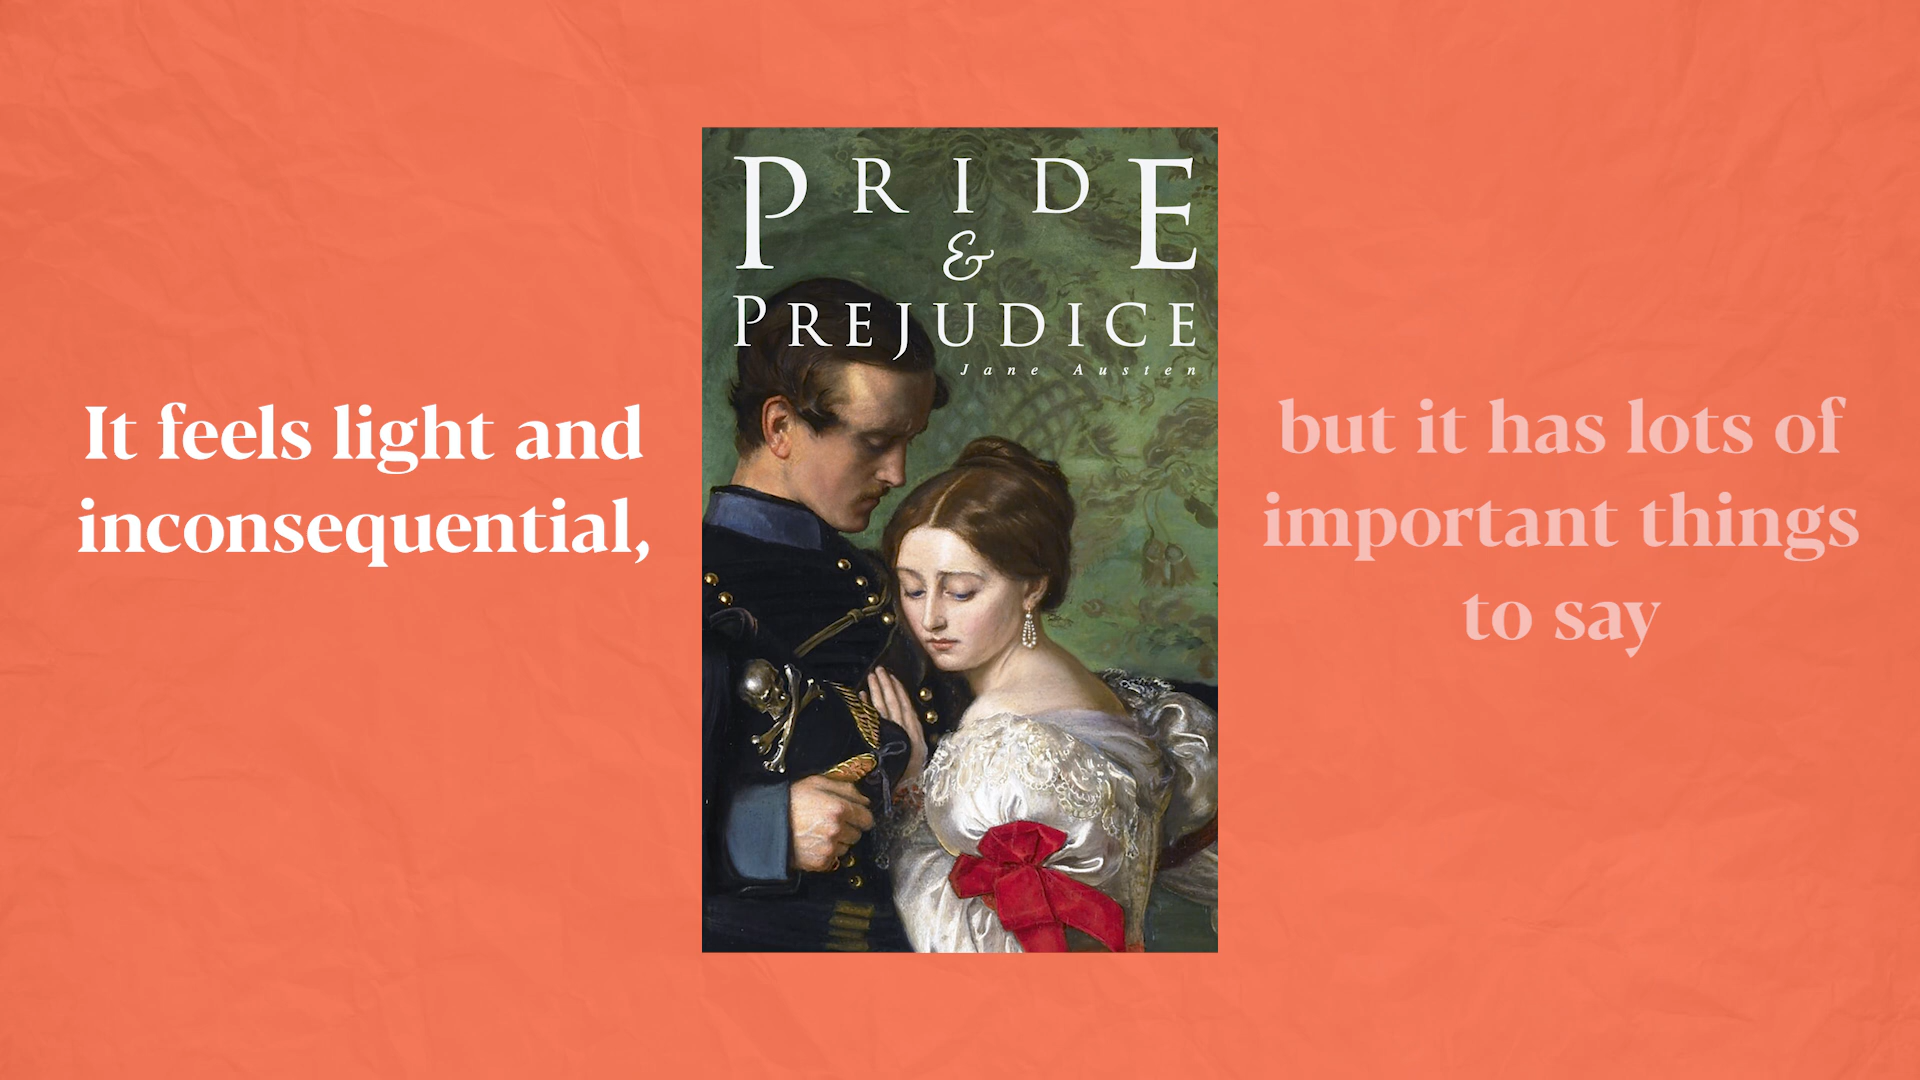 It feels light and
inconsequential,
PRIDE
&
PREJUDICE
Jane Austen
but it has lots of
important things
to say